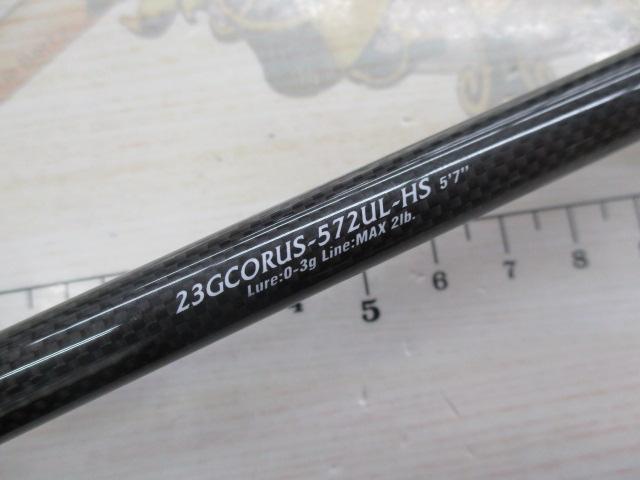 23GCORUS-572UL-HS 5'7"
Lure:0-3g Line:MAX 2lb.
4 5 6 7 8